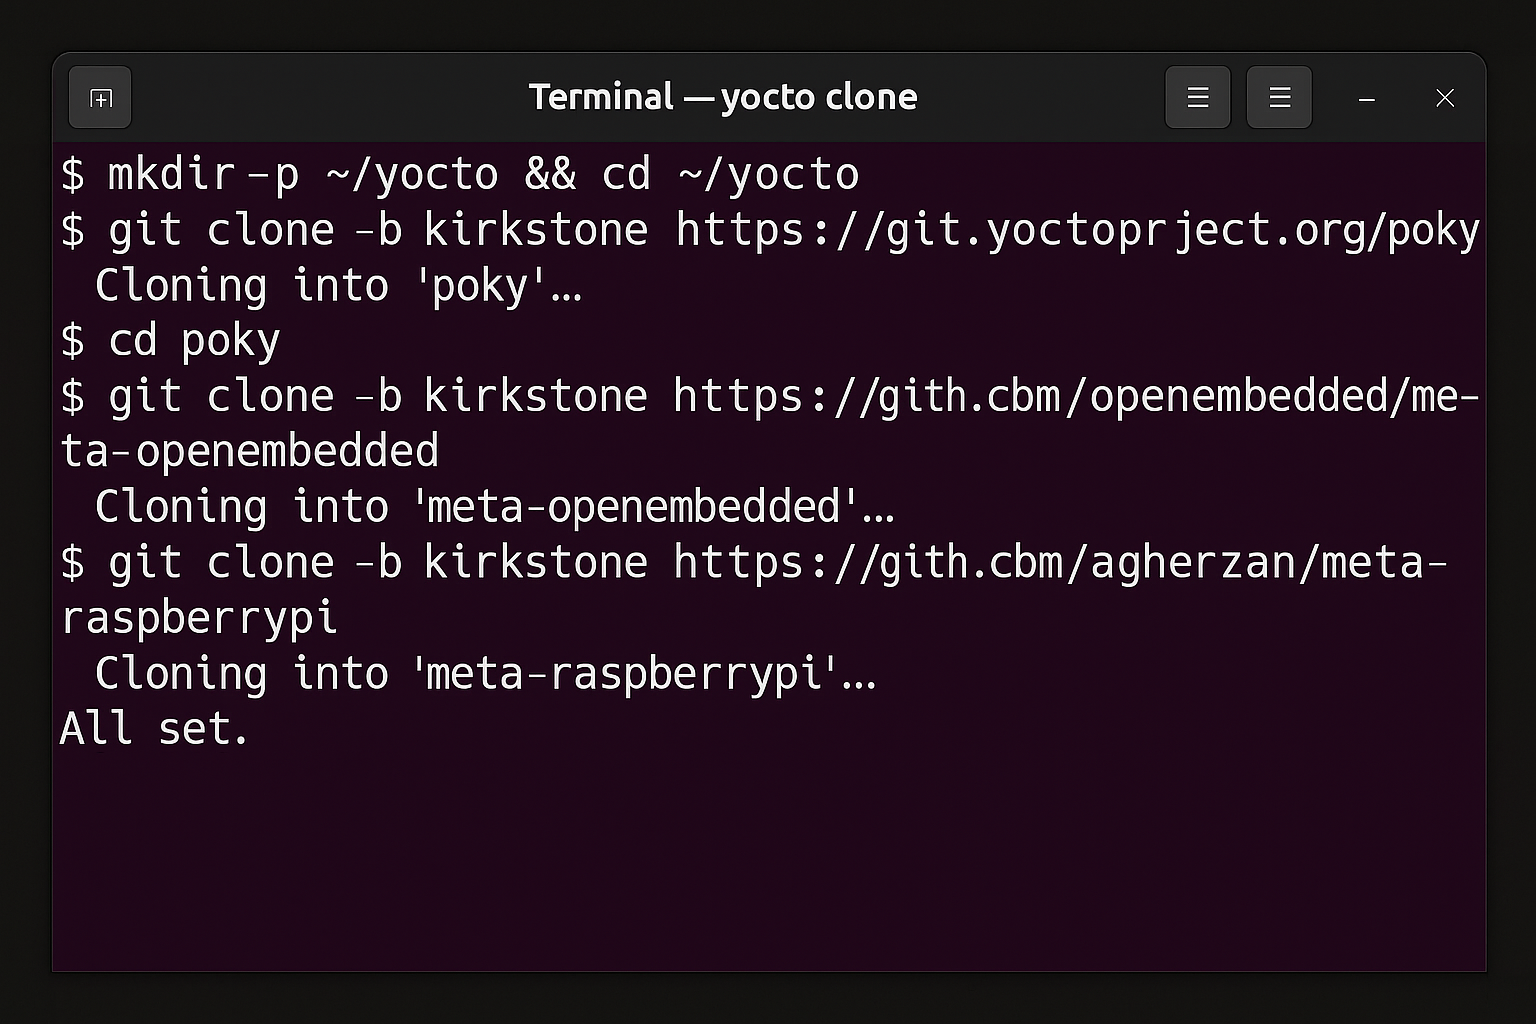 Terminal — yocto clone
$ mkdir -p ~/yocto && cd ~/yocto
$ git clone -b kirkstone https://git.yoctoprject.org/poky
Cloning into 'poky'...
$ cd poky
$ git clone -b kirkstone https://gith.cbm/openembedded/me-
ta-openembedded
Cloning into 'meta-openembedded'...
$ git clone -b kirkstone https://gith.cbm/agherzan/meta-
raspberrypi
Cloning into 'meta-raspberrypi'...
All set.